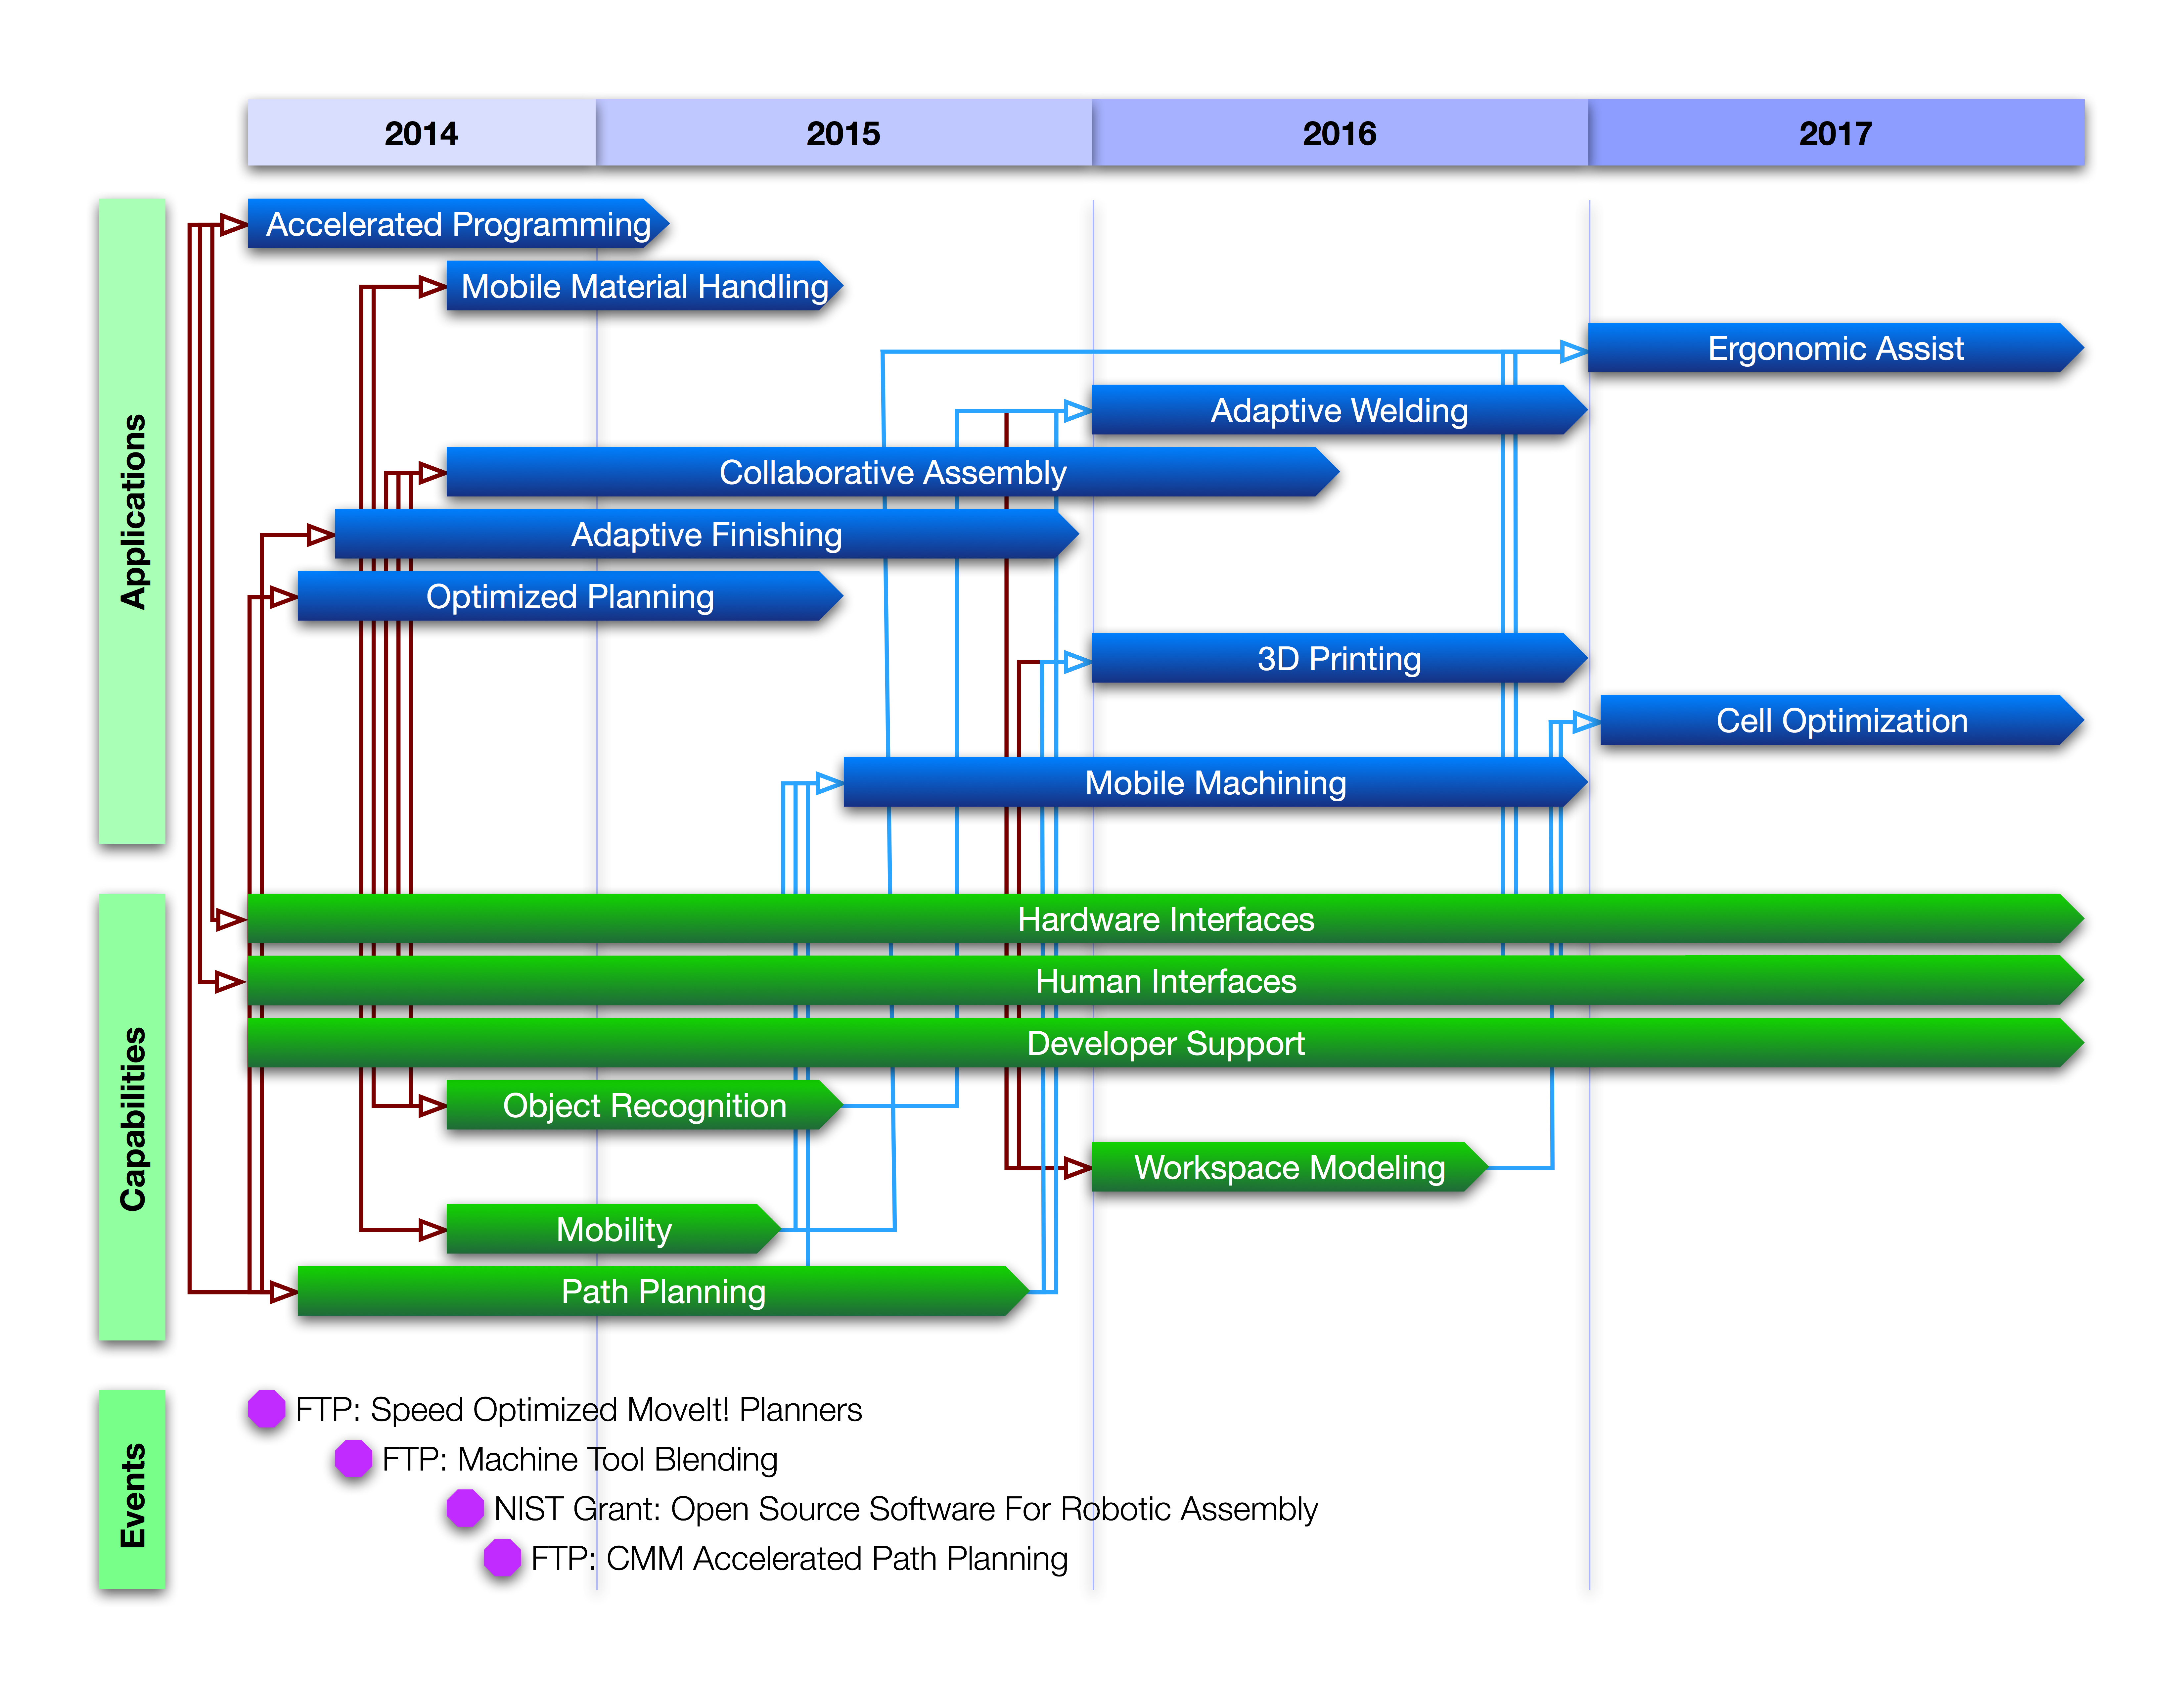 2014 2015 2016 2017
Applications
Accelerated Programming
Mobile Material Handling
Ergonomic Assist
Adaptive Welding
Collaborative Assembly
Adaptive Finishing
Optimized Planning
3D Printing
Cell Optimization
Mobile Machining
Capabilities
Hardware Interfaces
Human Interfaces
Developer Support
Object Recognition
Workspace Modeling
Mobility
Path Planning
Events
FTP: Speed Optimized MoveIt! Planners
FTP: Machine Tool Blending
NIST Grant: Open Source Software For Robotic Assembly
FTP: CMM Accelerated Path Planning